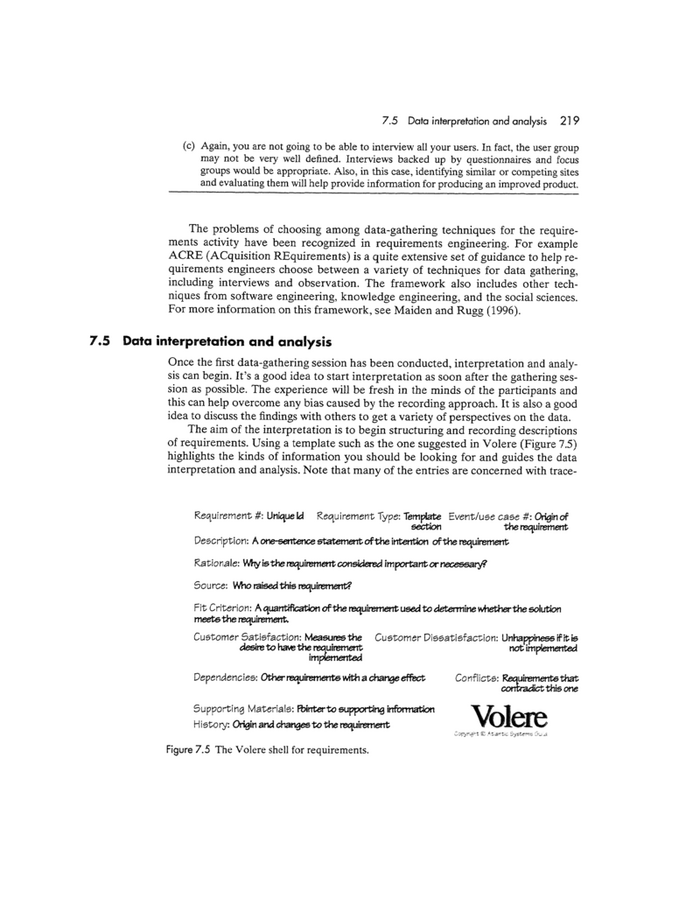 7.5 Data interpretation and analysis 219
(c) Again, you are not going to be able to interview all your users. In fact, the user group
may not be very well defined. Interviews backed up by questionnaires and focus
groups would be appropriate. Also, in this case, identifying similar or competing sites
and evaluating them will help provide information for producing an improved product.
The problems of choosing among data-gathering techniques for the require-
ments activity have been recognized in requirements engineering. For example
ACRE (ACquisition REquirements) is a quite extensive set of guidance to help re-
quirements engineers choose between a variety of techniques for data gathering,
including interviews and observation. The framework also includes other tech-
niques from software engineering, knowledge engineering, and the social sciences.
For more information on this framework, see Maiden and Rugg (1996).
7.5 Data interpretation and analysis
Once the first data-gathering session has been conducted, interpretation and analy-
sis can begin. It's a good idea to start interpretation as soon after the gathering ses-
sion as possible. The experience will be fresh in the minds of the participants and
this can help overcome any bias caused by the recording approach. It is also a good
idea to discuss the findings with others to get a variety of perspectives on the data.
The aim of the interpretation is to begin structuring and recording descriptions
of requirements. Using a template such as the one suggested in Volere (Figure 7.5)
highlights the kinds of information you should be looking for and guides the data
interpretation and analysis. Note that many of the entries are concerned with trace-
Requirement #: Unique Id Requirement Type: Template Event/use case #: Origin of
section the requirement
Description: A one-sentence statement of the intention of the requirement
Rationale: Why is the requirement considered important or necessary?
Source: Who raised this requirement?
Fit Criterion: A quantification of the requirement used to determine whether the solution
meets the requirement.
Customer Satisfaction: Measures the Customer Dissatisfaction: Unhappiness if it is
desire to have the requirement not implemented
implemented
Dependencies: Other requirements with a change effect Conflicts: Requirements that
contradict this one
Supporting Materials: Pointer to supporting information
History: Origin and changes to the requirement
Volere
Copyright © Atlantic Systems Guild
Figure 7.5 The Volere shell for requirements.